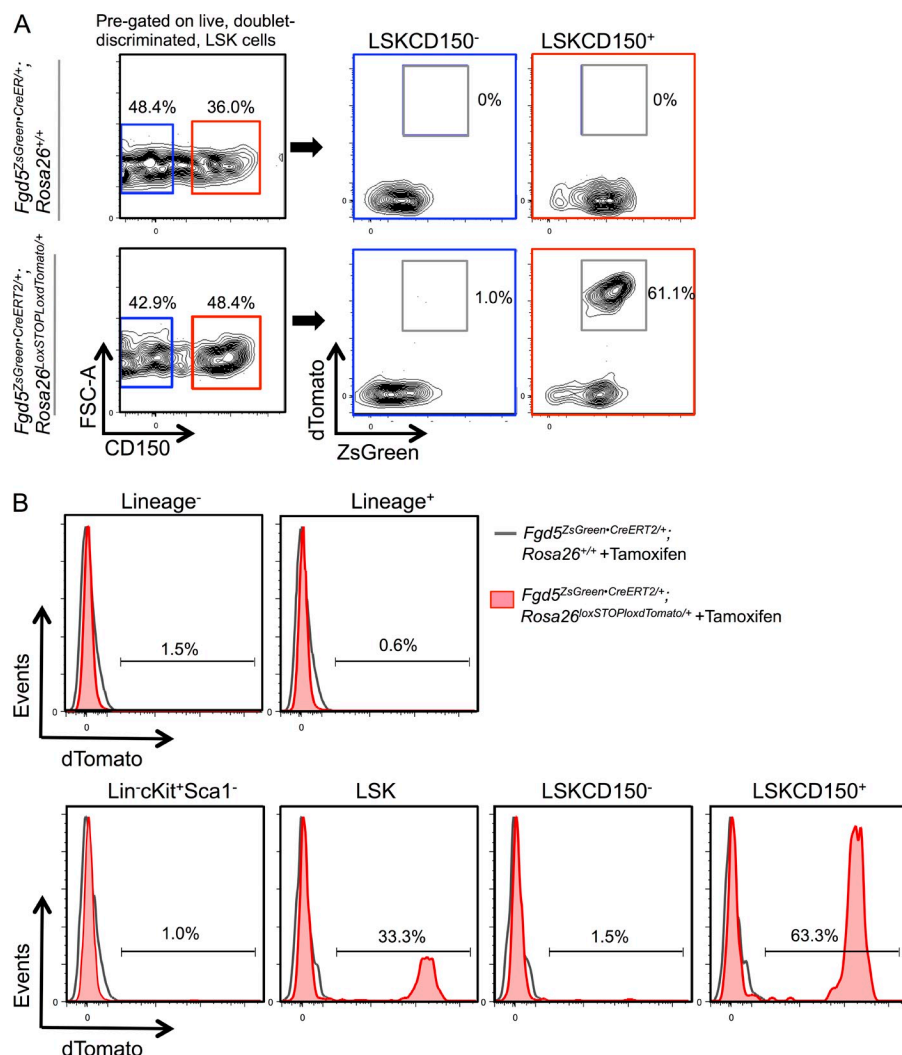 A
Pre-gated on live, doublet-
discriminated, LSK cells
LSKCD150-
LSKCD150+
Fgd5ZsGreen•CreER/+;
Rosa26+/+
48.4%
36.0%
0%
0%
0
0
0
0
0
Fgd5ZsGreen•CreERT2/+;
Rosa26LoxSTOPLoxdTomato/+
42.9%
48.4%
1.0%
61.1%
FSC-A
CD150
dTomato
ZsGreen
0
0
0
0
0
B
Lineage-
Lineage+
1.5%
0.6%
Fgd5ZsGreen•CreERT2/+;
Rosa26+/+ +Tamoxifen
Fgd5ZsGreen•CreERT2/+;
Rosa26loxSTOPloxdTomato/+ +Tamoxifen
Events
0
0
dTomato
Lin-cKit+Sca1-
LSK
LSKCD150-
LSKCD150+
1.0%
33.3%
1.5%
63.3%
Events
0
0
0
0
dTomato